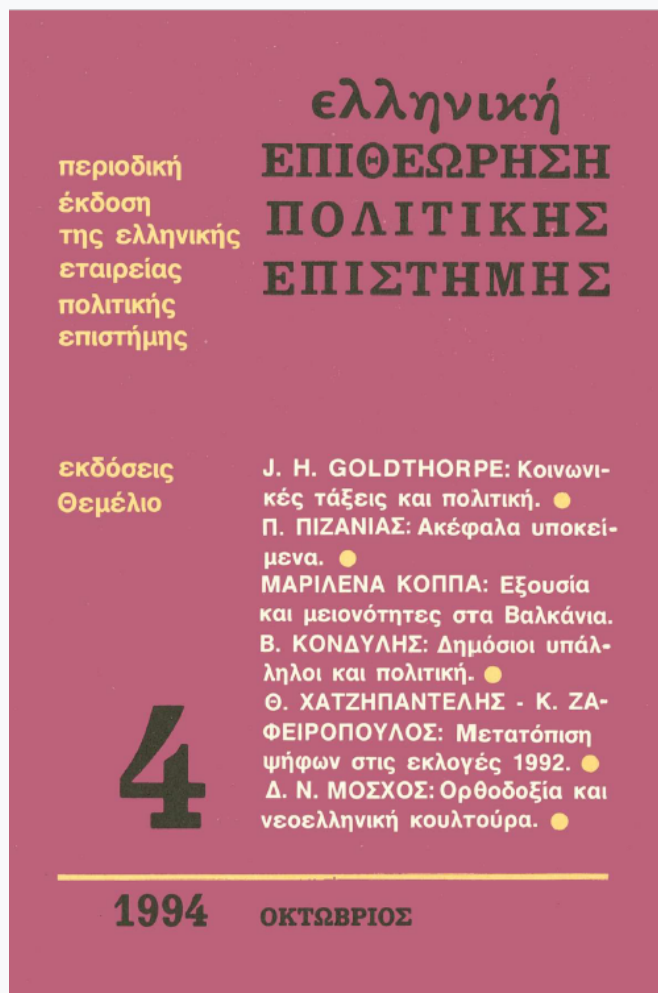 ελληνική
ΕΠΙΘΕΩΡΗΣΗ
ΠΟΛΙΤΙΚΗΣ
ΕΠΙΣΤΗΜΗΣ
περιοδική
έκδοση
της ελληνικής
εταιρείας
πολιτικής
επιστήμης
εκδόσεις
Θεμέλιο
J. H. GOLDTHORPE: Κοινωνι-
κές τάξεις και πολιτική. ●
Π. ΠΙΖΑΝΙΑΣ: Ακέφαλα υποκεί-
μενα. ●
ΜΑΡΙΛΕΝΑ ΚΟΠΠΑ: Εξουσία
και μειονότητες στα Βαλκάνια.
Β. ΚΟΝΔΥΛΗΣ: Δημόσιοι υπάλ-
ληλοι και πολιτική. ●
Θ. ΧΑΤΖΗΠΑΝΤΕΛΗΣ - Κ. ΖΑ-
ΦΕΙΡΟΠΟΥΛΟΣ: Μετατόπιση
ψήφων στις εκλογές 1992. ●
Δ. Ν. ΜΟΣΧΟΣ: Ορθοδοξία και
νεοελληνική κουλτούρα. ●
4
1994 ΟΚΤΩΒΡΙΟΣ